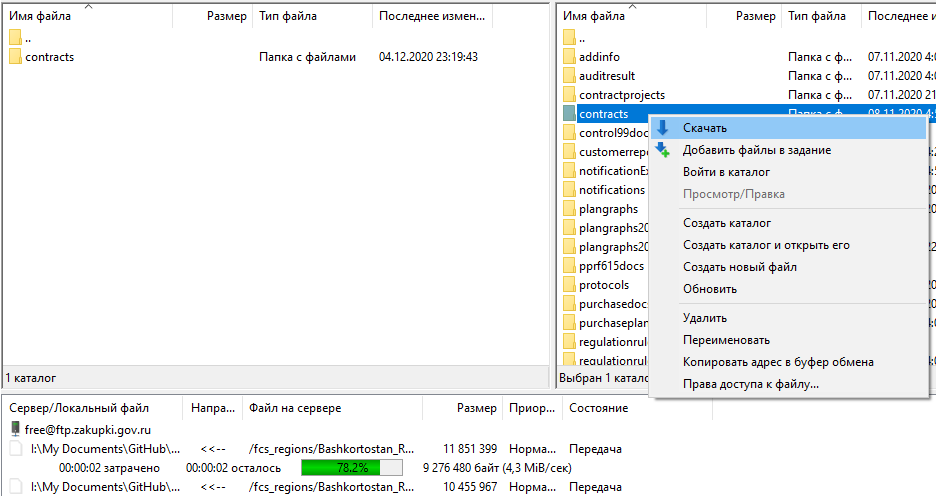 Имя файла Размер Тип файла Последнее измен...
..
contracts Папка с файлами 04.12.2020 23:19:43
1 каталог
Имя файла Размер Тип файла Последнее
..
addinfo Папка с ф... 07.11.2020 4:0
auditresult Папка с ф... 07.11.2020 4:0
contractprojects Папка с ф... 07.11.2020 21
contracts Папка с ф... 08.11.2020 4:
control99doc
customerrepo
notificationEx
notifications
plangraphs
plangraphs20
plangraphs20
pprf615docs
protocols
purchasedocs
purchaseplan
regulationrule
regulationrule
Выбран 1 катало
Скачать
Добавить файлы в задание
Войти в каталог
Просмотр/Правка
Создать каталог
Создать каталог и открыть его
Создать новый файл
Обновить
Удалить
Переименовать
Копировать адрес в буфер обмена
Права доступа к файлу...
Сервер/Локальный файл Напра... Файл на сервере Размер Приор... Состояние
free@ftp.zakupki.gov.ru
I:\My Documents\GitHub\... <<-- /fcs_regions/Bashkortostan_R... 11 851 399 Норма... Передача
00:00:02 затрачено 00:00:02 осталось 78.2% 9 276 480 байт (4,3 MiB/сек)
I:\My Documents\GitHub\... <<-- /fcs_regions/Bashkortostan_R... 10 455 967 Норма... Передача